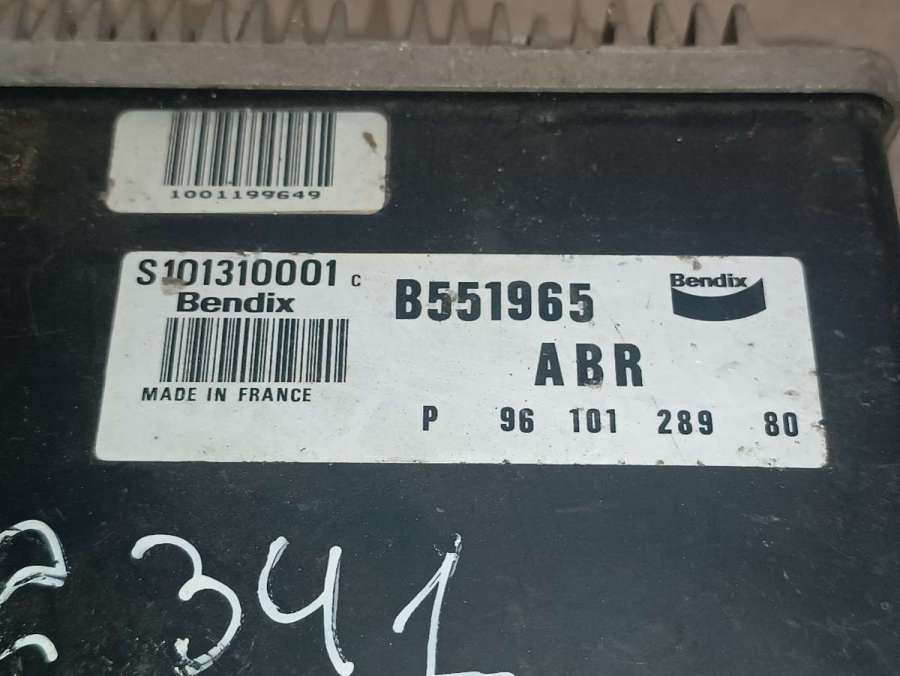 1001199649
S101310001 C
Bendix
MADE IN FRANCE
B551965
Bendix
ABR
P 96 101 289 80
341